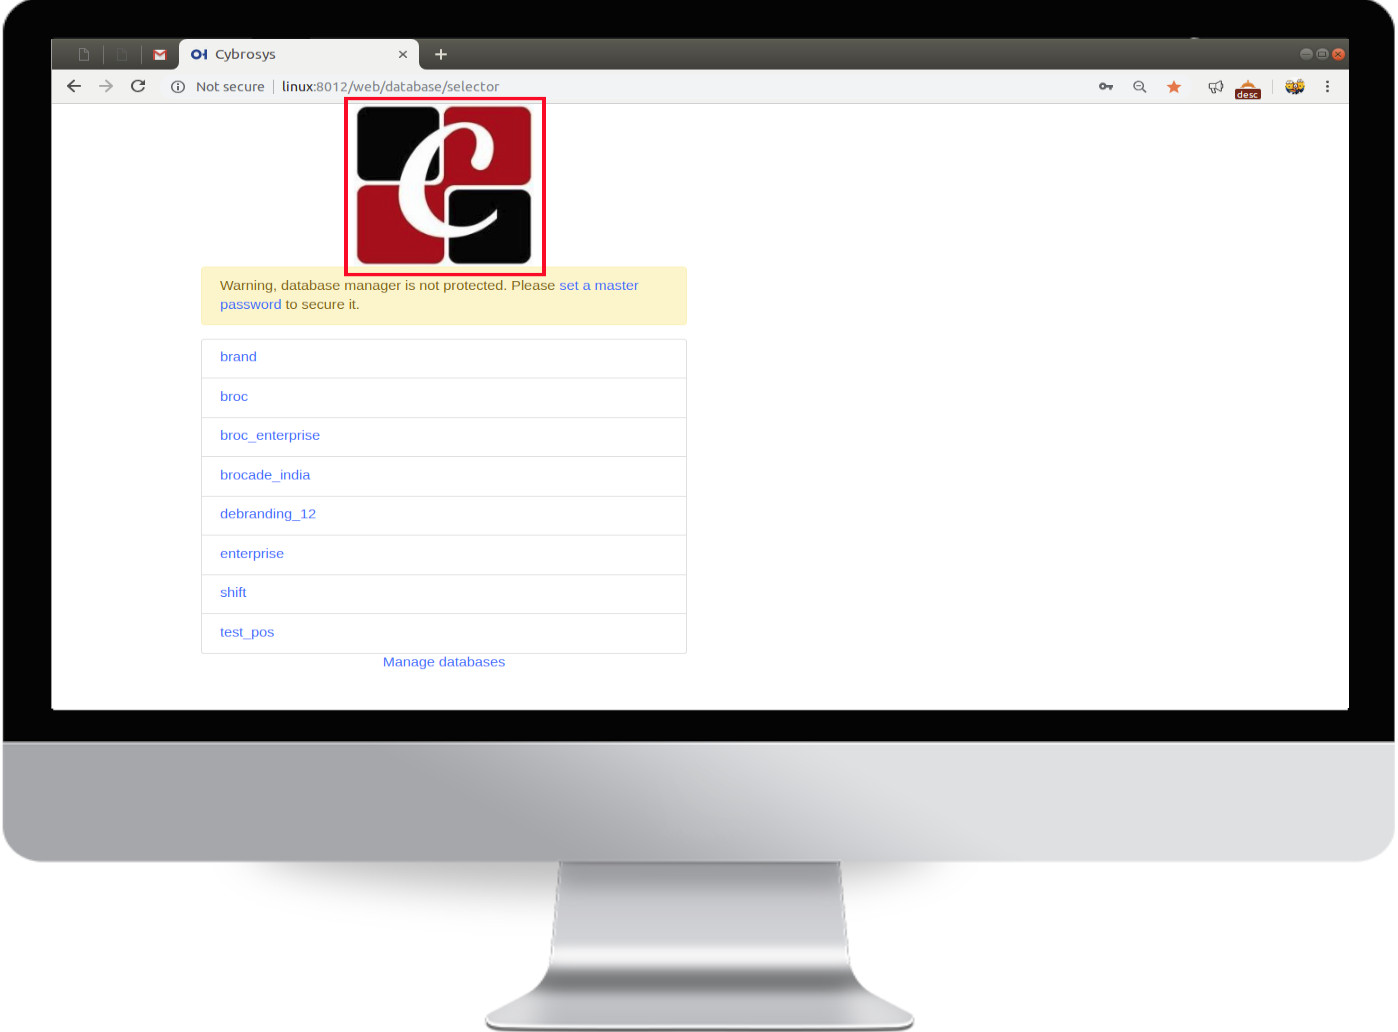 Cybrosys
Not secure linux:8012/web/database/selector
desc
C
Warning, database manager is not protected. Please set a master
password to secure it.
brand
broc
broc_enterprise
brocade_india
debranding_12
enterprise
shift
test_pos
Manage databases